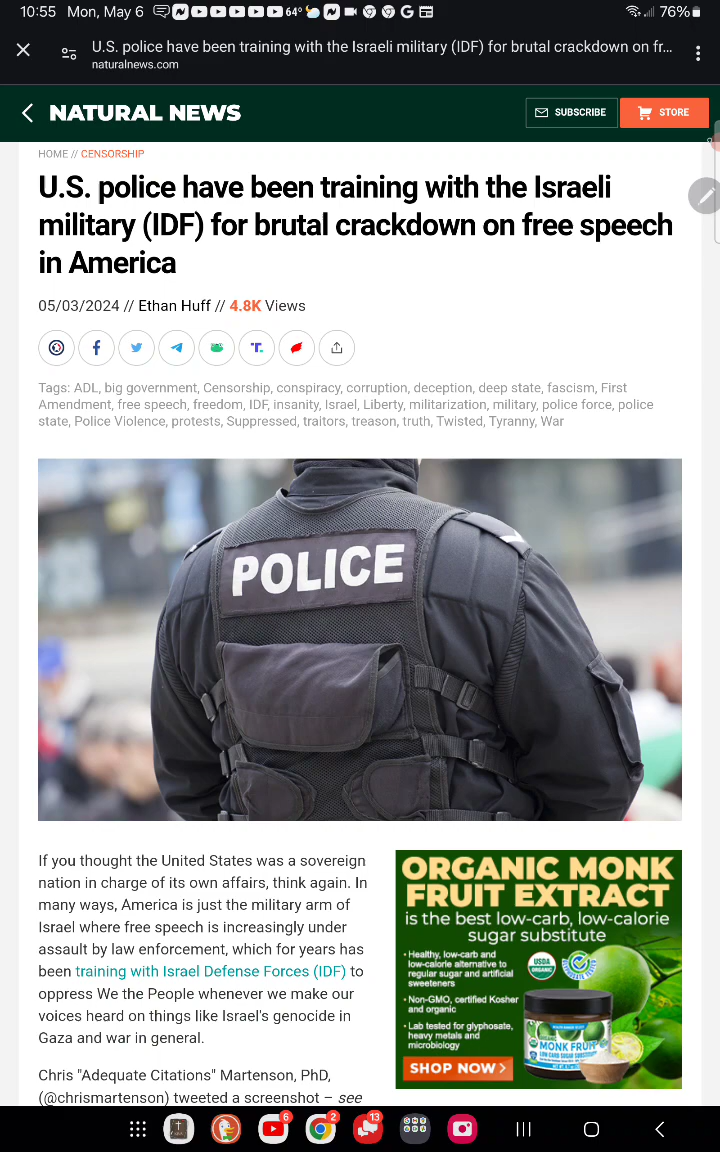 10:55 Mon, May 6 64° 76%
U.S. police have been training with the Israeli military (IDF) for brutal crackdown on fr...
naturalnews.com
NATURAL NEWS
SUBSCRIBE
STORE
HOME // CENSORSHIP
U.S. police have been training with the Israeli
military (IDF) for brutal crackdown on free speech
in America
05/03/2024 // Ethan Huff // 4.8K Views
Tags: ADL, big government, Censorship, conspiracy, corruption, deception, deep state, fascism, First
Amendment, free speech, freedom, IDF, insanity, Israel, Liberty, militarization, military, police force, police
state, Police Violence, protests, Suppressed, traitors, treason, truth, Twisted, Tyranny, War
POLICE
If you thought the United States was a sovereign
nation in charge of its own affairs, think again. In
many ways, America is just the military arm of
Israel where free speech is increasingly under
assault by law enforcement, which for years has
been training with Israel Defense Forces (IDF) to
oppress We the People whenever we make our
voices heard on things like Israel's genocide in
Gaza and war in general.
Chris "Adequate Citations" Martenson, PhD,
(@chrismartenson) tweeted a screenshot – see
ORGANIC MONK
FRUIT EXTRACT
is the best low-carb, low-calorie
sugar substitute
• Healthy, low-carb and
low-calorie alternative to
regular sugar and artificial
sweeteners
• Non-GMO, certified Kosher
and organic
• Lab tested for glyphosate,
heavy metals and
microbiology
SHOP NOW >
USDA
ORGANIC
MONK FRUIT
LOW CARB SUGAR SUBSTITUTE
6
2
13